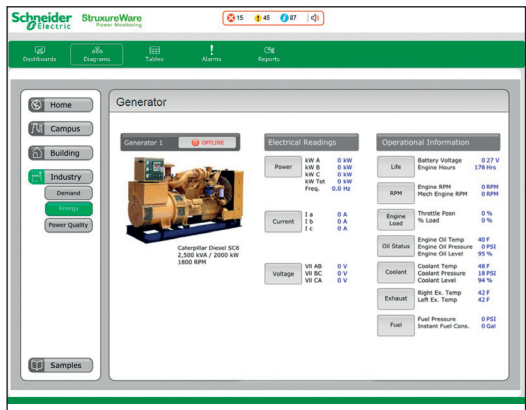 Schneider Electric
StruxureWare
Power Monitoring
15 45 87
Dashboards Diagrams Tables Alarms Reports
Home
Campus
Building
Industry
Demand
Energy
Power Quality
Samples
Generator
Generator 1 OFFLINE
Caterpillar Diesel SC8
2,500 kVA / 2000 kW
1800 RPM
Electrical Readings
Power
kW A 0 kW
kW B 0 kW
kW C 0 kW
kW Tot 0 kW
Freq. 0.0 Hz
Current
I a 0 A
I b 0 A
I c 0 A
Voltage
Vll AB 0 V
Vll BC 0 V
Vll CA 0 V
Operational Information
Life
Battery Voltage 0 27 V
Engine Hours 178 Hrs
RPM
Engine RPM 0 RPM
Mech Engine RPM 0 RPM
Engine Load
Throttle Posn 0 %
% Load 0 %
Oil Status
Engine Oil Temp 40 F
Engine Oil Pressure 0 PSI
Engine Oil Level 95 %
Coolant
Coolant Temp 48 F
Coolant Pressure 18 PSI
Coolant Level 94 %
Exhaust
Right Ex. Temp 42 F
Left Ex. Temp 42 F
Fuel
Fuel Pressure 0 PSI
Instant Fuel Cons. 0 Gal